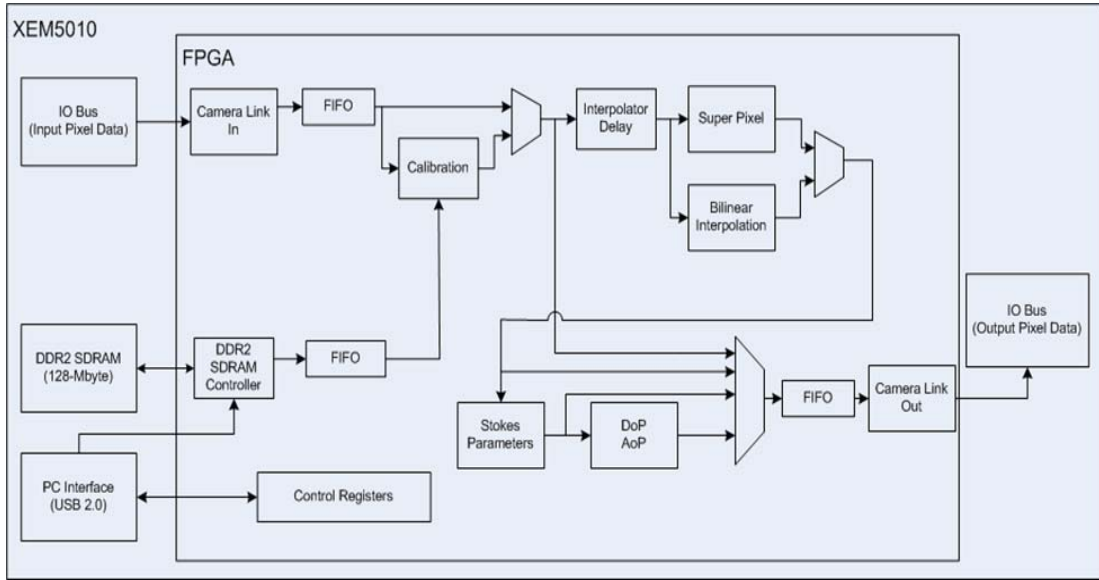 XEM5010
FPGA
IO Bus
(Input Pixel Data)
Camera Link
In
FIFO
Calibration
Interpolator
Delay
Super Pixel
Bilinear
Interpolation
IO Bus
(Output Pixel Data)
DDR2 SDRAM
(128-Mbyte)
DDR2
SDRAM
Controller
FIFO
Stokes
Parameters
DoP
AoP
FIFO
Camera Link
Out
PC Interface
(USB 2.0)
Control Registers